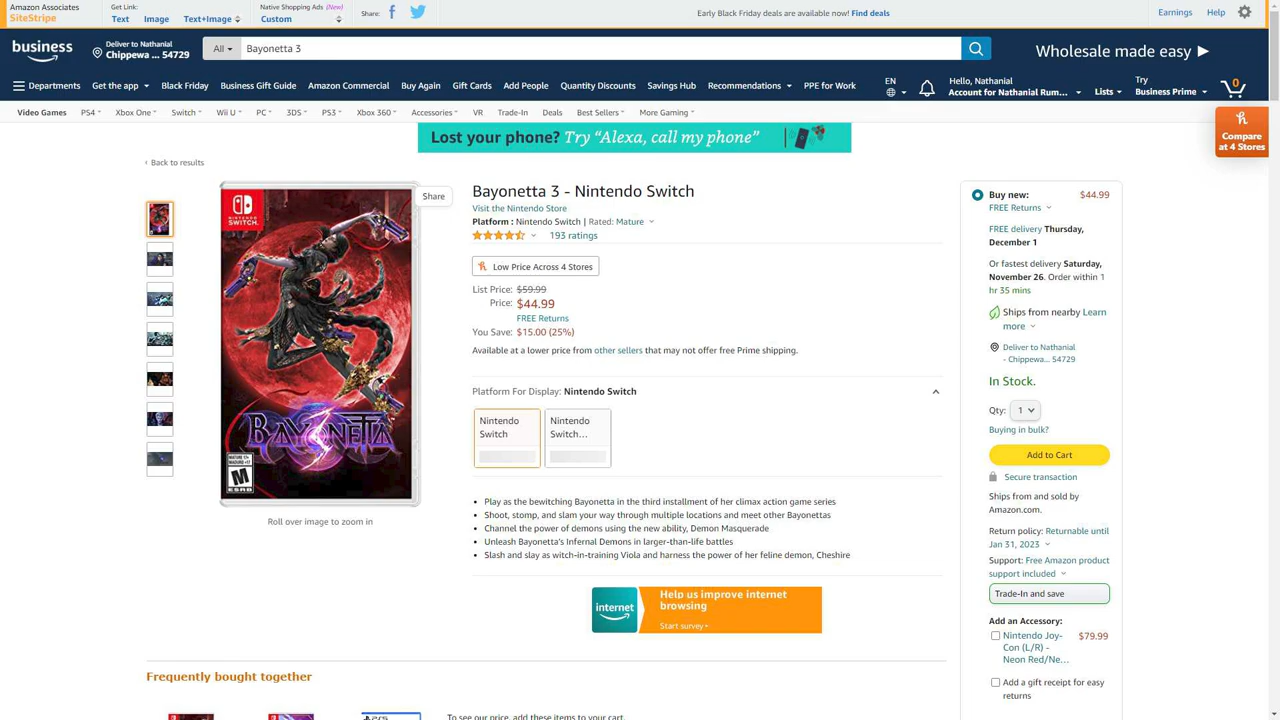 Amazon Associates
SiteStripe
Get Link:
Text Image Text+Image
Native Shopping Ads (New)
Custom
Share:
Early Black Friday deals are available now! Find deals
Earnings Help
business
Deliver to Nathanial
Chippewa ... 54729
All
Bayonetta 3
Wholesale made easy ▶
Departments Get the app Black Friday Business Gift Guide Amazon Commercial Buy Again Gift Cards Add People Quantity Discounts Savings Hub Recommendations PPE for Work
EN
Hello, Nathanial
Account for Nathanial Rum...
Lists
Try
Business Prime
0
Video Games PS4 Xbox One Switch Wii U PC 3DS PS3 Xbox 360 Accessories VR Trade-In Deals Best Sellers More Gaming
Compare
at 4 Stores
Lost your phone? Try “Alexa, call my phone”
‹ Back to results
NINTENDO
SWITCH
BAYONETTA
MATURE 17+
M
ESRB
Share
Roll over image to zoom in
Bayonetta 3 - Nintendo Switch
Visit the Nintendo Store
Platform : Nintendo Switch | Rated: Mature
193 ratings
Low Price Across 4 Stores
List Price: $59.99
Price: $44.99
FREE Returns
You Save: $15.00 (25%)
Available at a lower price from other sellers that may not offer free Prime shipping.
Platform For Display: Nintendo Switch
Nintendo
Switch
Nintendo
Switch...
• Play as the bewitching Bayonetta in the third installment of her climax action game series
• Shoot, stomp, and slam your way through multiple locations and meet other Bayonettas
• Channel the power of demons using the new ability, Demon Masquerade
• Unleash Bayonetta's Infernal Demons in larger-than-life battles
• Slash and slay as witch-in-training Viola and harness the power of her feline demon, Cheshire
internet
Help us improve internet
browsing
Start survey ▸
Buy new: $44.99
FREE Returns
FREE delivery Thursday,
December 1
Or fastest delivery Saturday,
November 26. Order within 1
hr 35 mins
Ships from nearby Learn
more
Deliver to Nathanial
- Chippewa... 54729
In Stock.
Qty: 1
Buying in bulk?
Add to Cart
Secure transaction
Ships from and sold by
Amazon.com.
Return policy: Returnable until
Jan 31, 2023
Support: Free Amazon product
support included
Trade-In and save
Add an Accessory:
Nintendo Joy-
Con (L/R) -
Neon Red/Ne...
$79.99
Add a gift receipt for easy
returns
Frequently bought together
To see our price, add these items to your cart.